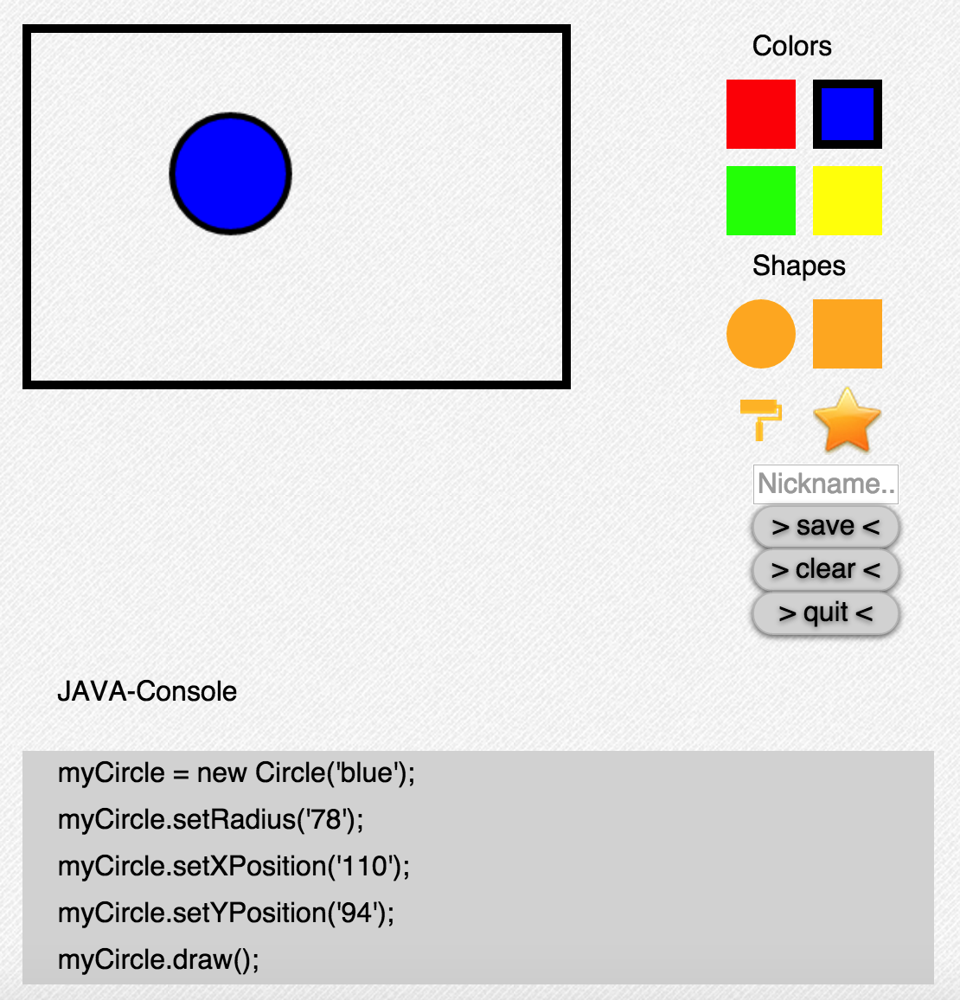 Colors
Shapes
Nickname..
> save <
> clear <
> quit <
JAVA-Console
myCircle = new Circle('blue');
myCircle.setRadius('78');
myCircle.setXPosition('110');
myCircle.setYPosition('94');
myCircle.draw();